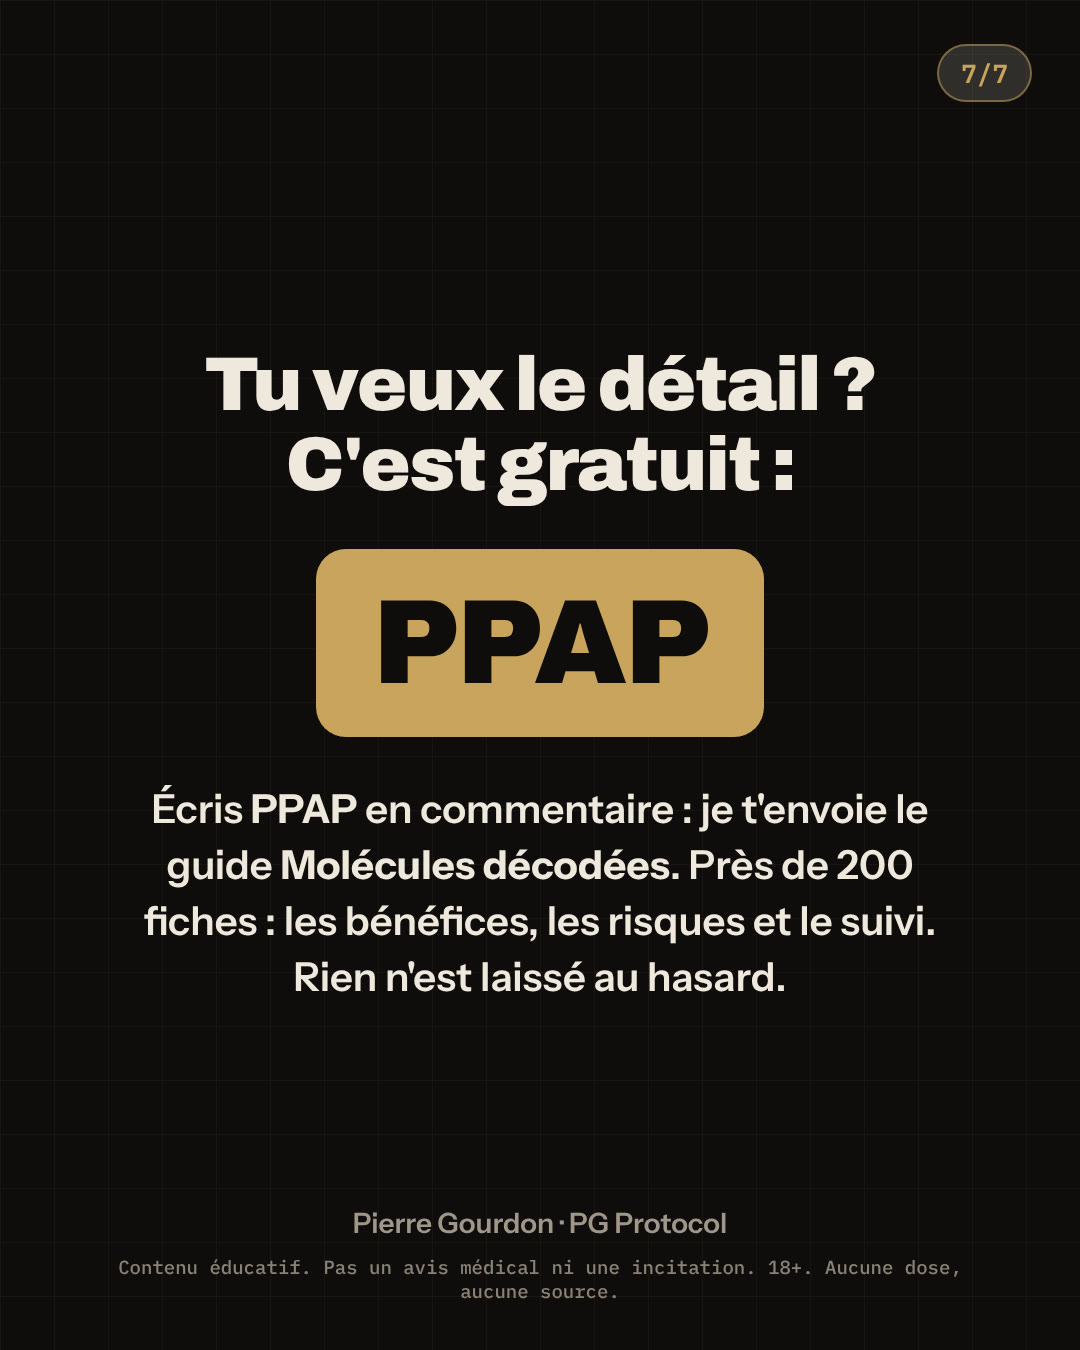 7/7
Tu veux le détail ?
C'est gratuit :
PPAP
Écris PPAP en commentaire : je t'envoie le
guide Molécules décodées. Près de 200
fiches : les bénéfices, les risques et le suivi.
Rien n'est laissé au hasard.
Pierre Gourdon · PG Protocol
Contenu éducatif. Pas un avis médical ni une incitation. 18+. Aucune dose,
aucune source.